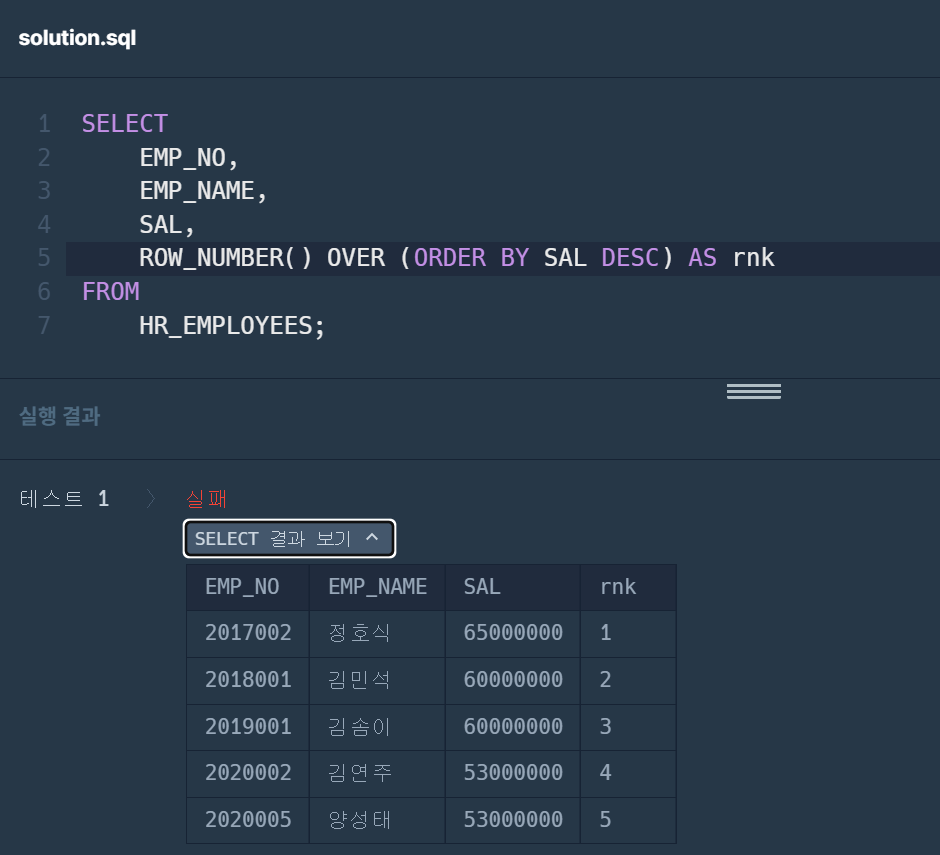 solution.sql
1 SELECT
2 EMP_NO,
3 EMP_NAME,
4 SAL,
5 ROW_NUMBER() OVER (ORDER BY SAL DESC) AS rnk
6 FROM
7 HR_EMPLOYEES;
실행 결과
테스트 1 〉 실패
SELECT 결과 보기 ^
EMP_NO EMP_NAME SAL rnk
2017002 정호식 65000000 1
2018001 김민석 60000000 2
2019001 김솜이 60000000 3
2020002 김연주 53000000 4
2020005 양성태 53000000 5